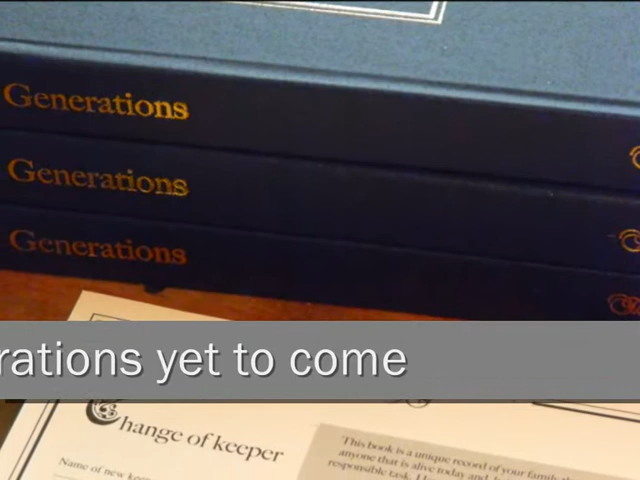 Generations
Generations
Generations
rations yet to come
Change of keeper
Name of new
This book is a unique record of your family
anyone that is alive today and
responsible task.